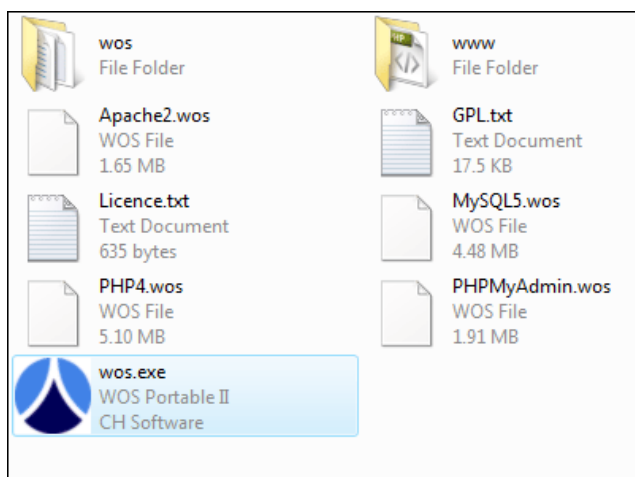 wos
File Folder
www
File Folder
Apache2.wos
WOS File
1.65 MB
GPL.txt
Text Document
17.5 KB
Licence.txt
Text Document
635 bytes
MySQL5.wos
WOS File
4.48 MB
PHP4.wos
WOS File
5.10 MB
PHPMyAdmin.wos
WOS File
1.91 MB
wos.exe
WOS Portable II
CH Software